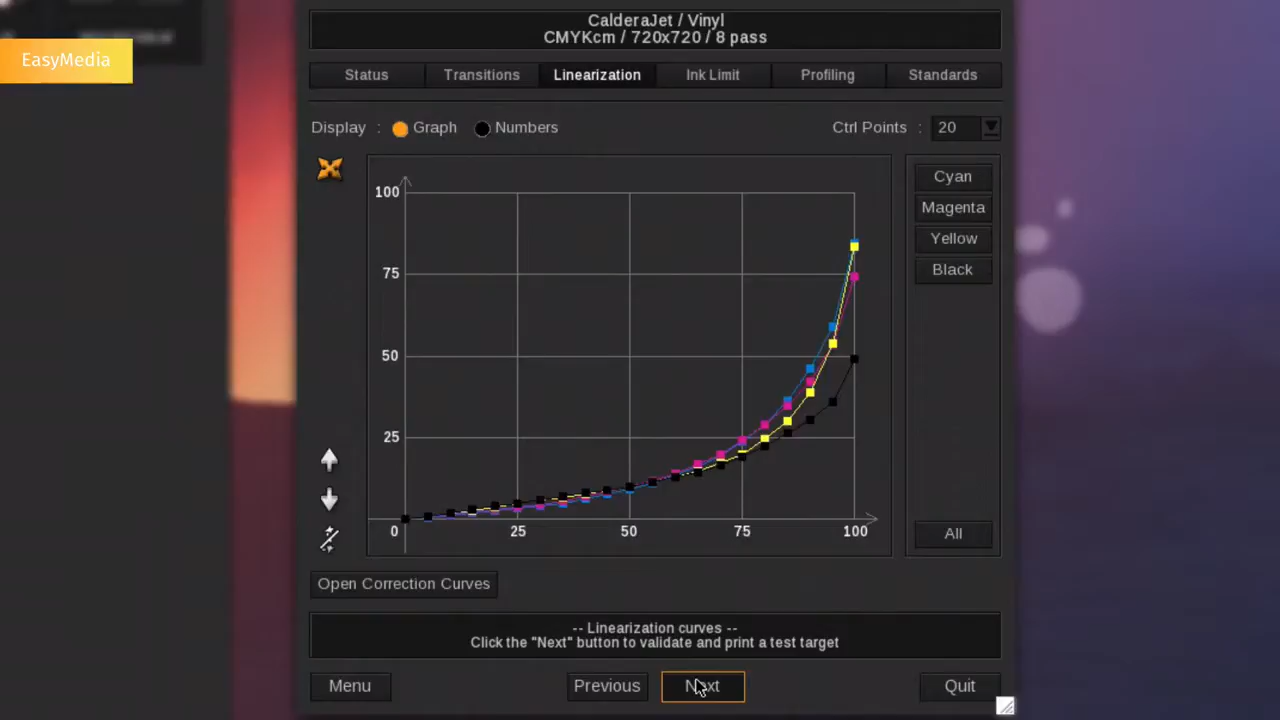 CalderaJet / Vinyl
CMYKcm / 720x720 / 8 pass
EasyMedia
Status Transitions Linearization Ink Limit Profiling Standards
Display : Graph Numbers Ctrl Points : 20
Cyan
Magenta
Yellow
Black
100
75
50
25
0 25 50 75 100
All
Open Correction Curves
-- Linearization curves --
Click the "Next" button to validate and print a test target
Menu Previous Next Quit